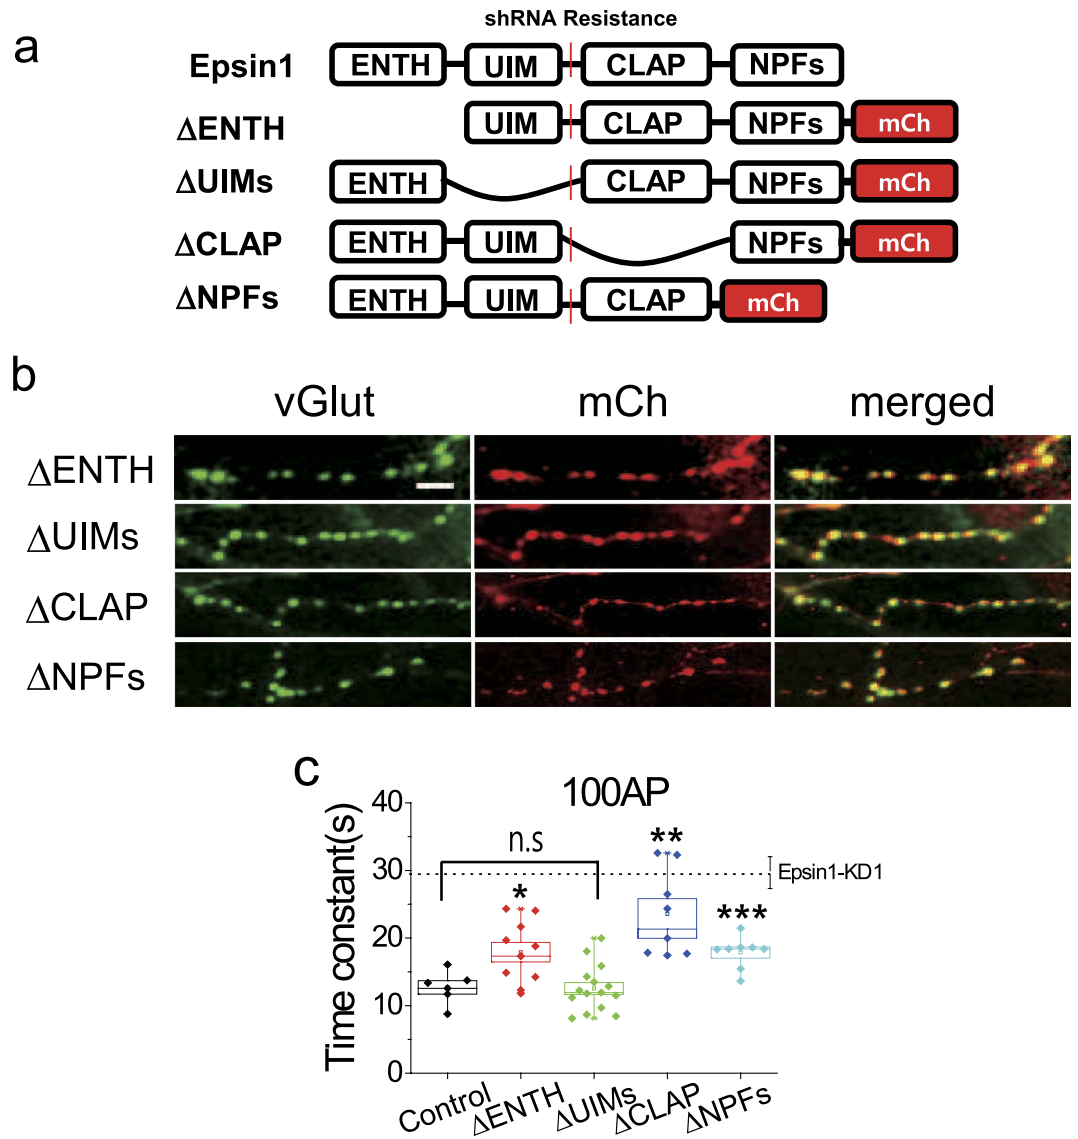 a
shRNA Resistance
Epsin1 ENTH UIM CLAP NPFs
ΔENTH UIM CLAP NPFs mCh
ΔUIMs ENTH CLAP NPFs mCh
ΔCLAP ENTH UIM NPFs mCh
ΔNPFs ENTH UIM CLAP mCh
b
vGlut mCh merged
ΔENTH
ΔUIMs
ΔCLAP
ΔNPFs
c
100AP
Time constant(s)
40
30
20
10
0
n.s
*
**
***
Epsin1-KD1
Control ΔENTH ΔUIMs ΔCLAP ΔNPFs